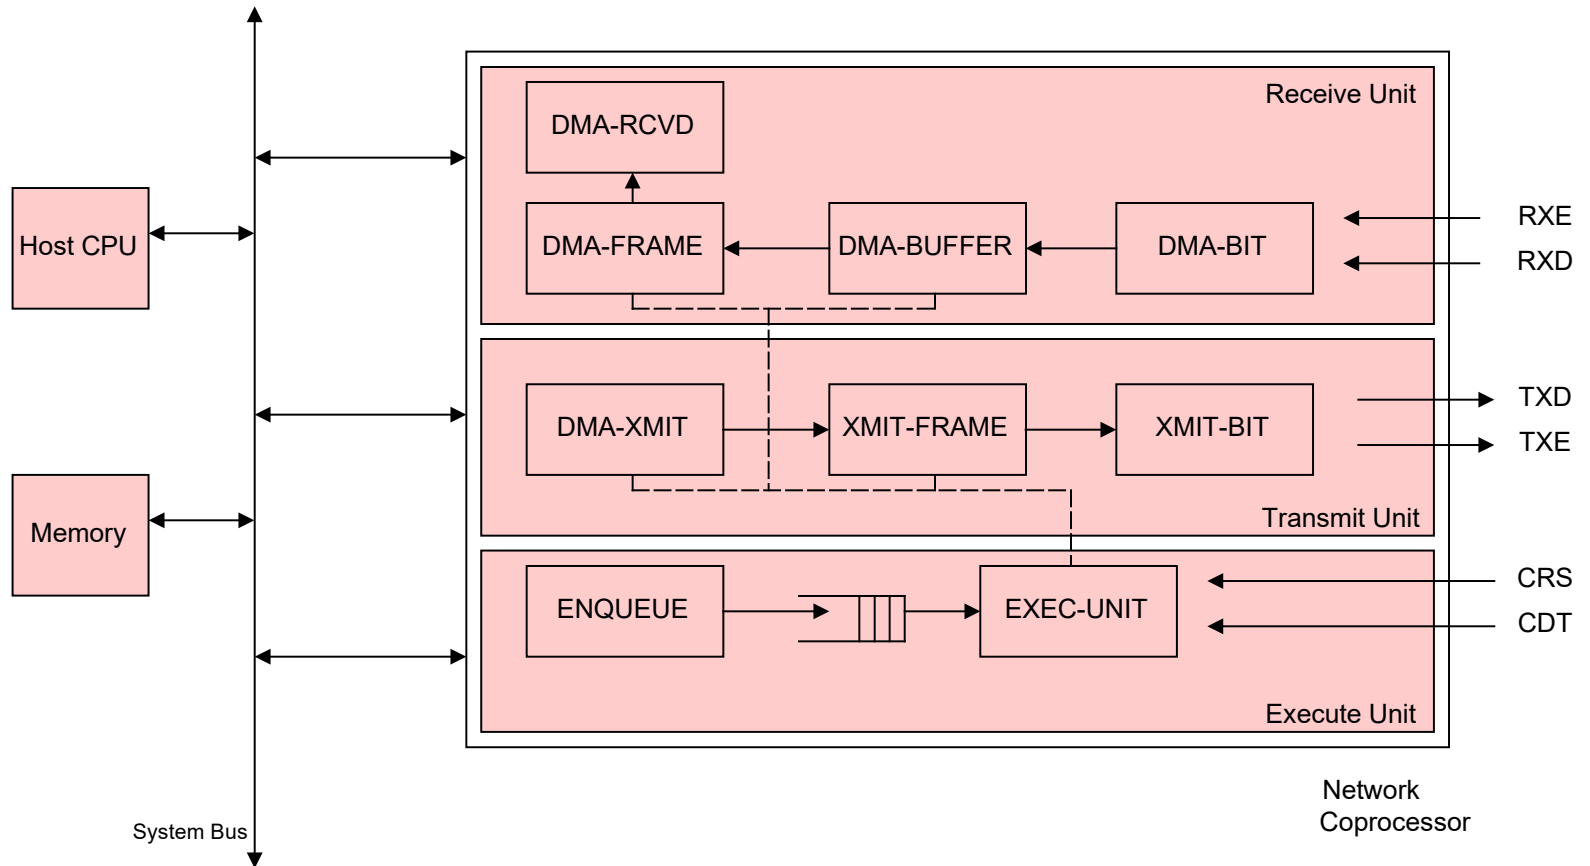 Receive Unit
DMA-RCVD
Host CPU
DMA-FRAME
DMA-BUFFER
DMA-BIT
RXE
RXD
DMA-XMIT
XMIT-FRAME
XMIT-BIT
TXD
TXE
Memory
Transmit Unit
ENQUEUE
EXEC-UNIT
CRS
CDT
Execute Unit
Network
Coprocessor
System Bus